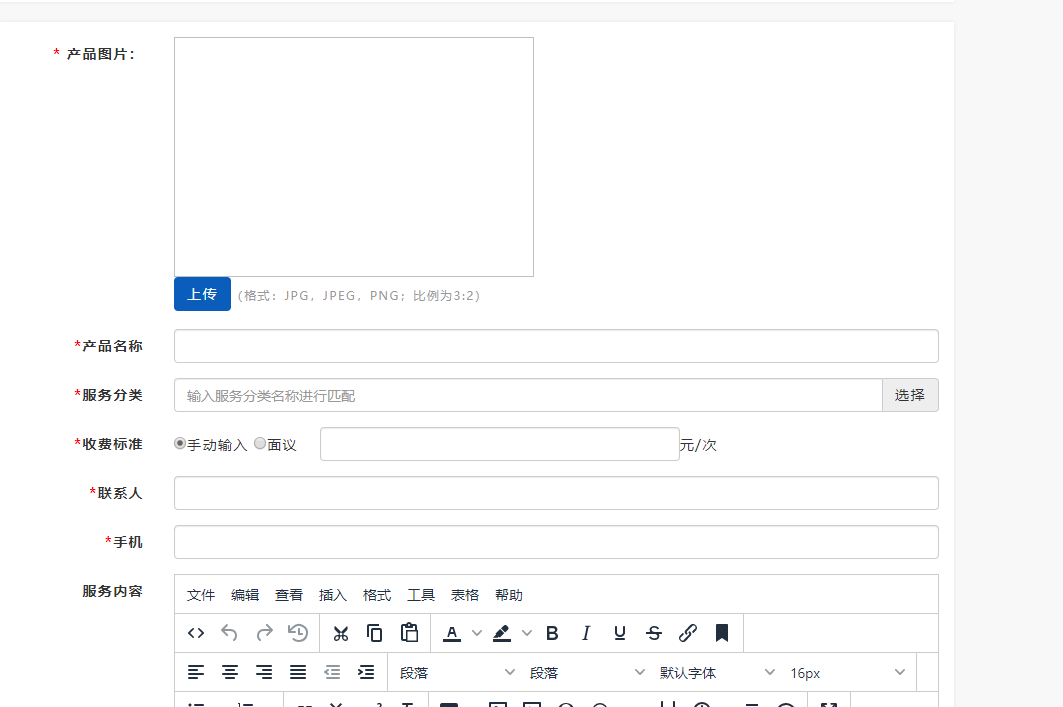 * 产品图片：
上传 (格式：JPG，JPEG，PNG；比例为3:2)
*产品名称
*服务分类 输入服务分类名称进行匹配 选择
*收费标准 手动输入 面议 元/次
*联系人
*手机
服务内容 文件 编辑 查看 插入 格式 工具 表格 帮助
段落 段落 默认字体 16px